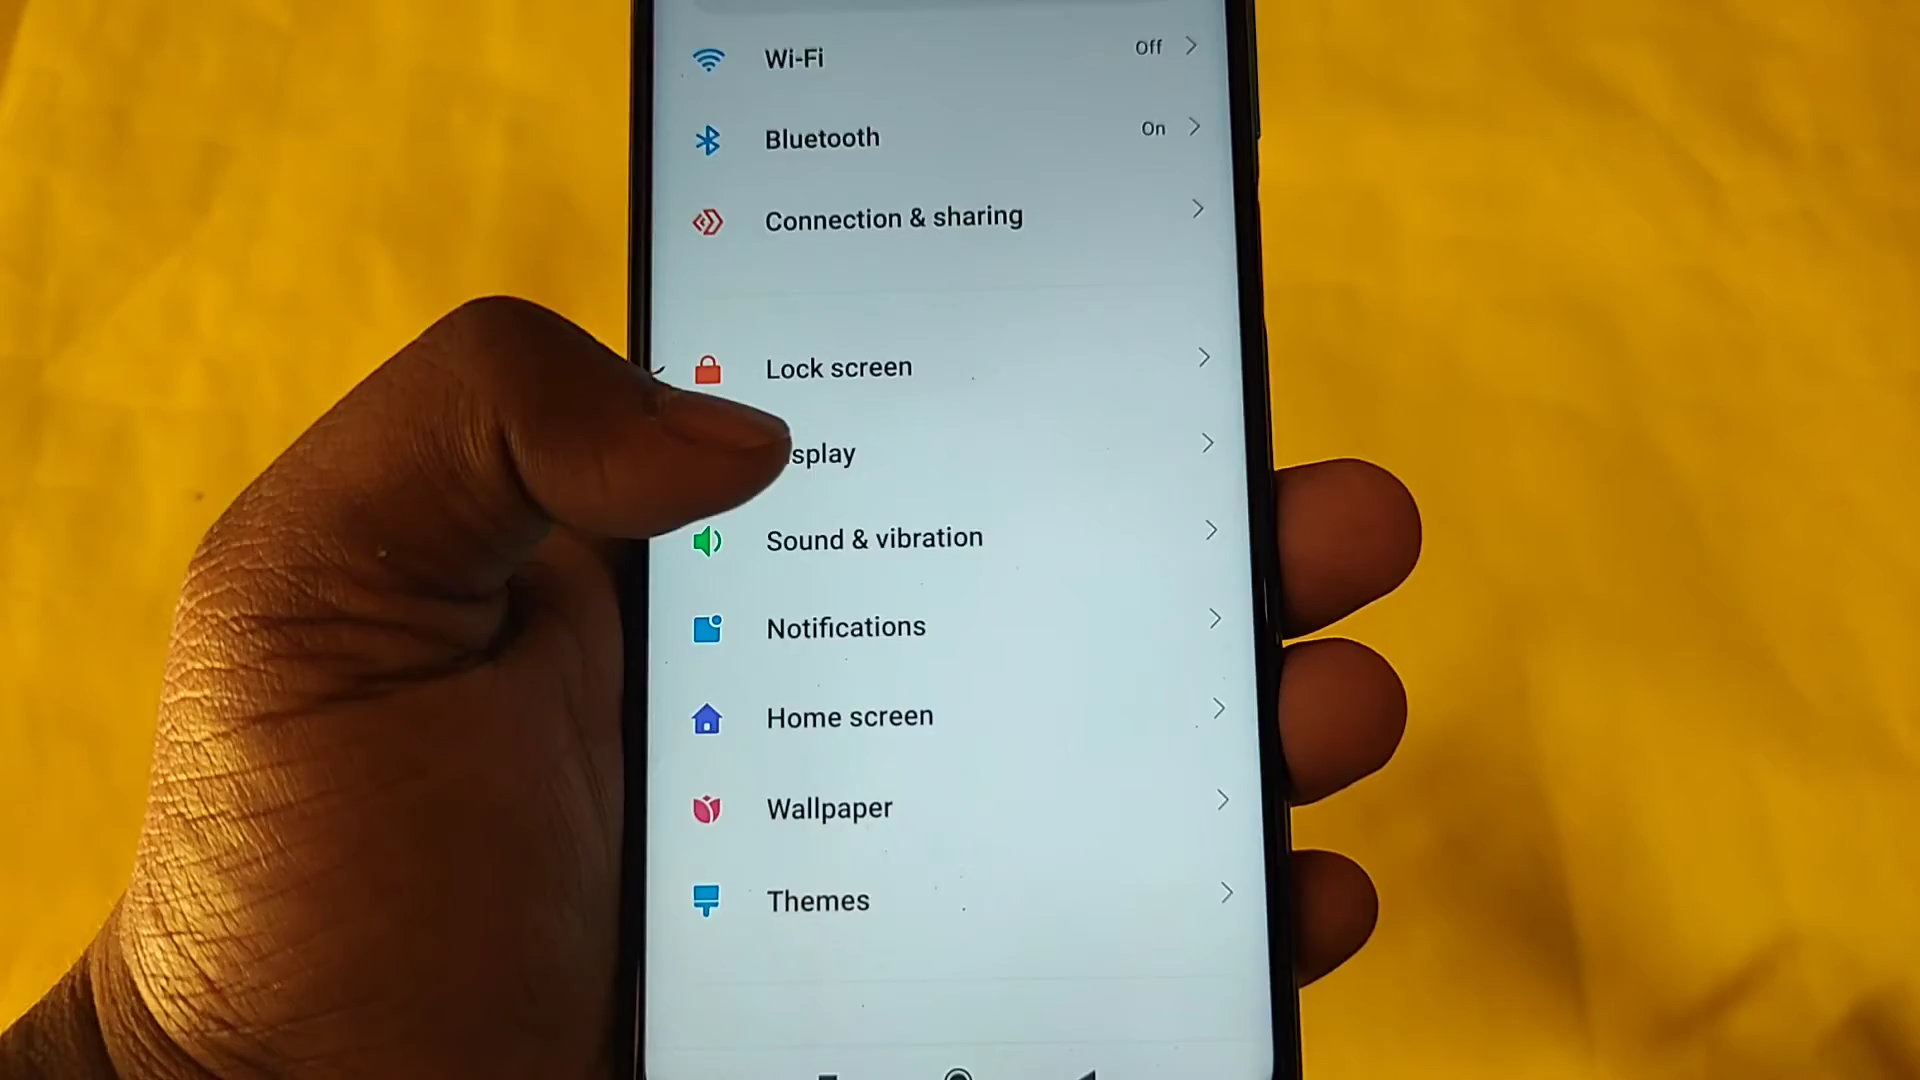 Wi-Fi Off
Bluetooth On
Connection & sharing
Lock screen
splay
Sound & vibration
Notifications
Home screen
Wallpaper
Themes